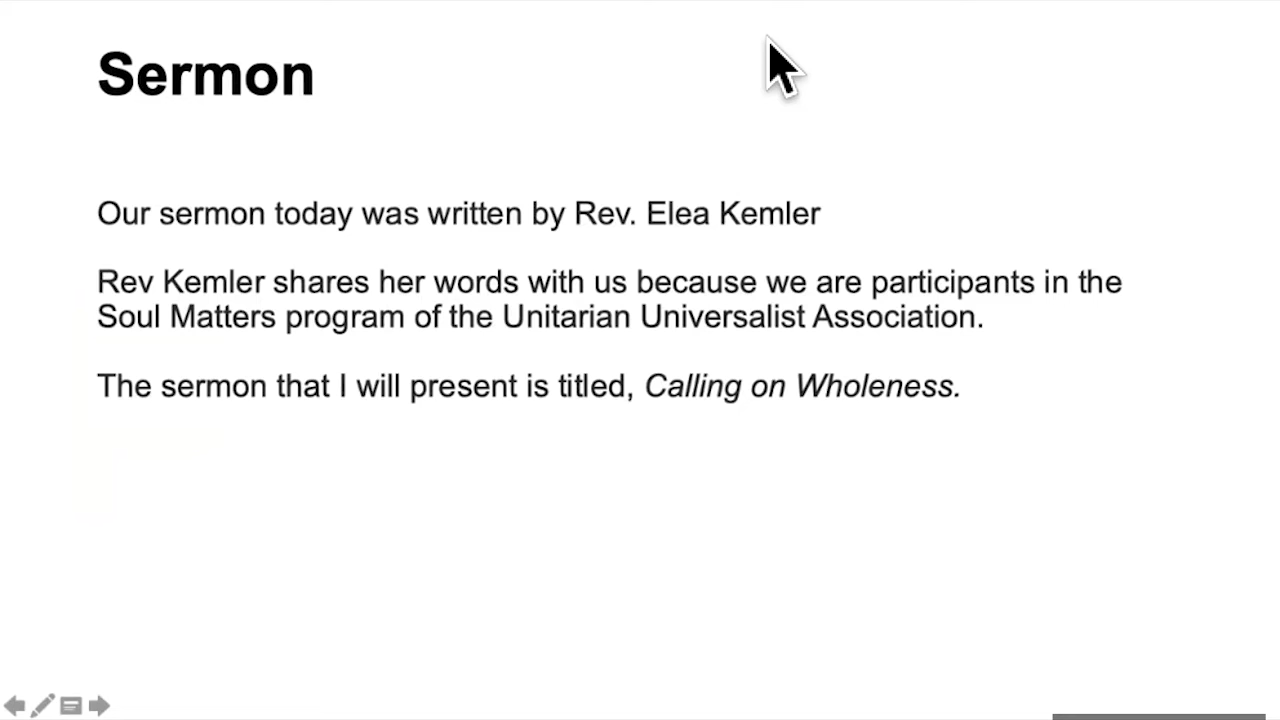 Sermon
Our sermon today was written by Rev. Elea Kemler
Rev Kemler shares her words with us because we are participants in the
Soul Matters program of the Unitarian Universalist Association.
The sermon that I will present is titled, Calling on Wholeness.